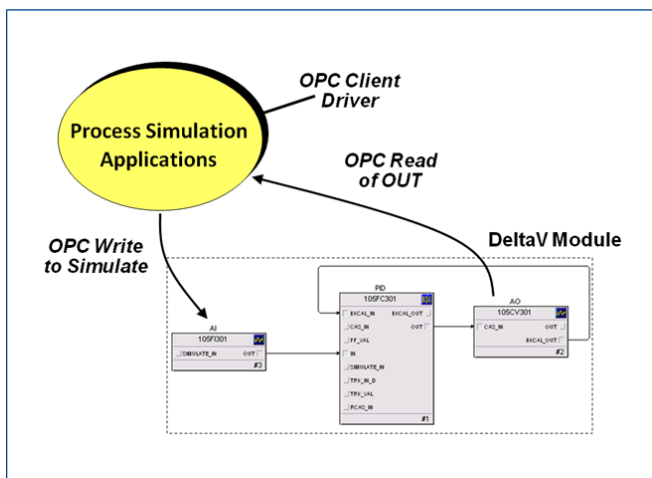 OPC Client
Driver
Process Simulation
Applications
OPC Read
of OUT
OPC Write
to Simulate
DeltaV Module
PID
105FC301
BKCAL_IN BKCAL_OUT
CAS_IN OUT
FF_VAL
IN
SIMULATE_IN
TRK_IN_D
TRK_VAL
RCAS_IN
#1
AO
105CV301
CAS_IN OUT
BKCAL_OUT
#2
AI
105FI301
SIMULATE_IN OUT
#3